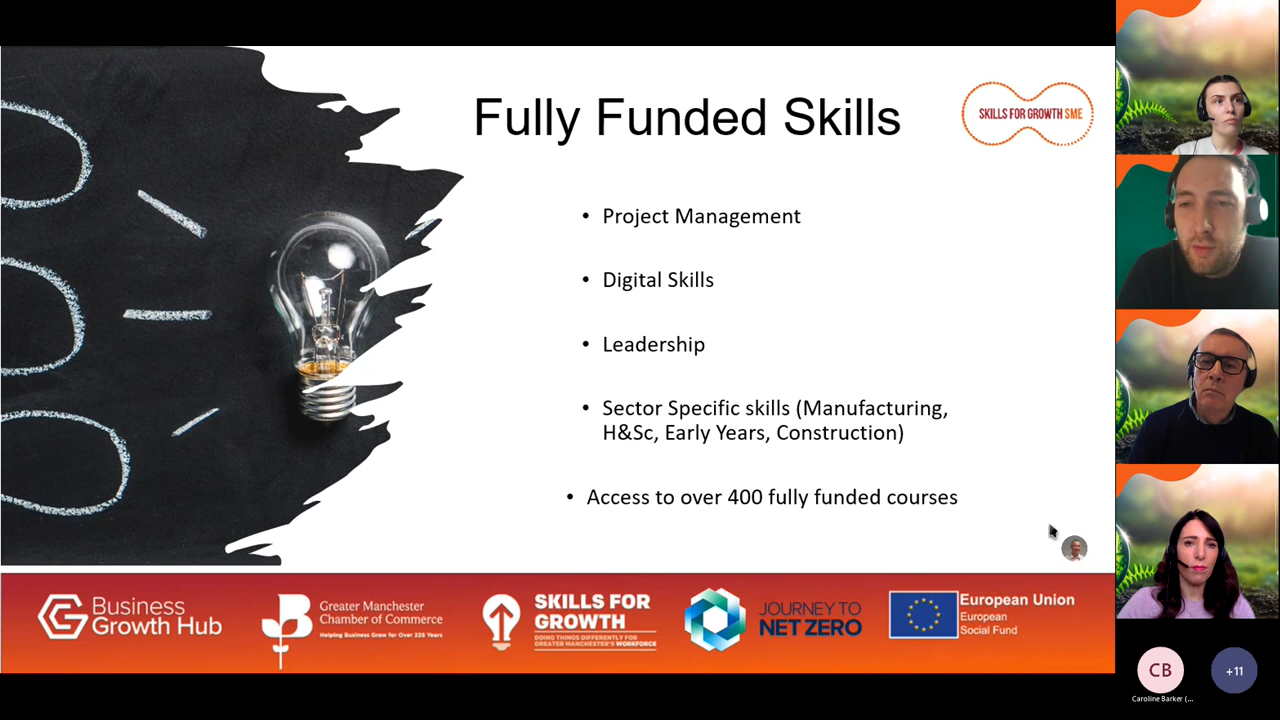 Fully Funded Skills
SKILLS FOR GROWTH SME
• Project Management
• Digital Skills
• Leadership
• Sector Specific skills (Manufacturing,
H&Sc, Early Years, Construction)
• Access to over 400 fully funded courses
Business
Growth Hub
Greater Manchester
Chamber of Commerce
Helping Business Grow for Over 225 Years
SKILLS FOR
GROWTH
DOING THINGS DIFFERENTLY FOR
GREATER MANCHESTER'S WORKFORCE
JOURNEY TO
NET ZERO
European Union
European
Social Fund
CB
+11
Caroline Barker (...